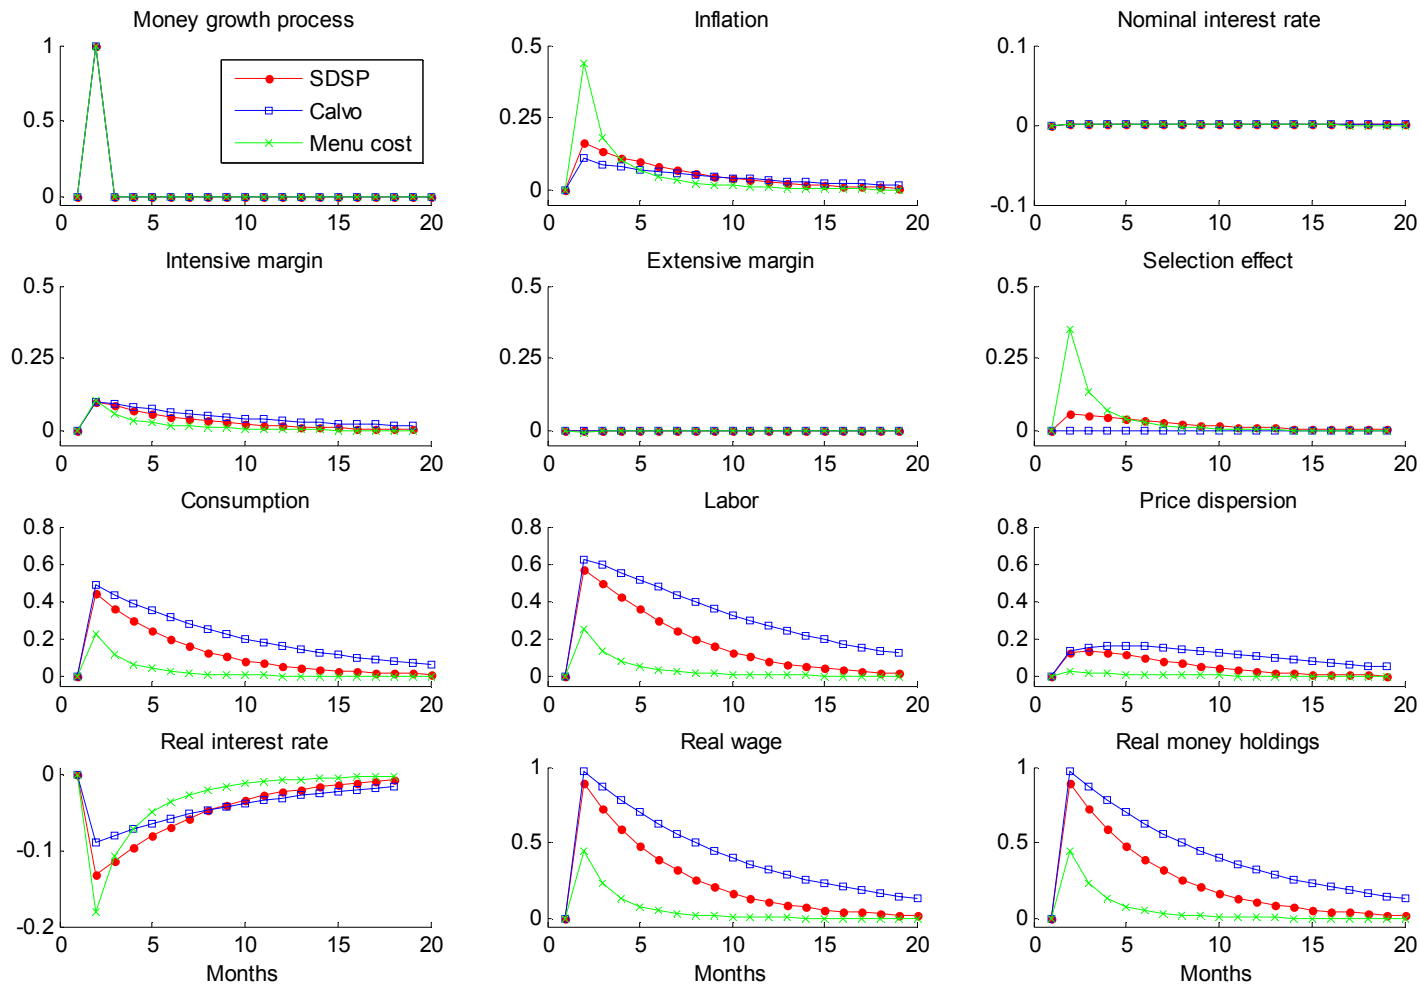 Money growth process
Inflation
Nominal interest rate
1
0.5
0
0 5 10 15 20
SDSP
Calvo
Menu cost
0.5
0.25
0
0 5 10 15 20
0.1
0
-0.1
0 5 10 15 20
Intensive margin
Extensive margin
Selection effect
0.5
0.25
0
0 5 10 15 20
0.5
0.25
0
0 5 10 15 20
0.5
0.25
0
0 5 10 15 20
Consumption
Labor
Price dispersion
0.8
0.6
0.4
0.2
0
0 5 10 15 20
0.8
0.6
0.4
0.2
0
0 5 10 15 20
0.8
0.6
0.4
0.2
0
0 5 10 15 20
Real interest rate
Real wage
Real money holdings
0
-0.1
-0.2
0 5 10 15 20
Months
1
0.5
0
0 5 10 15 20
Months
1
0.5
0
0 5 10 15 20
Months